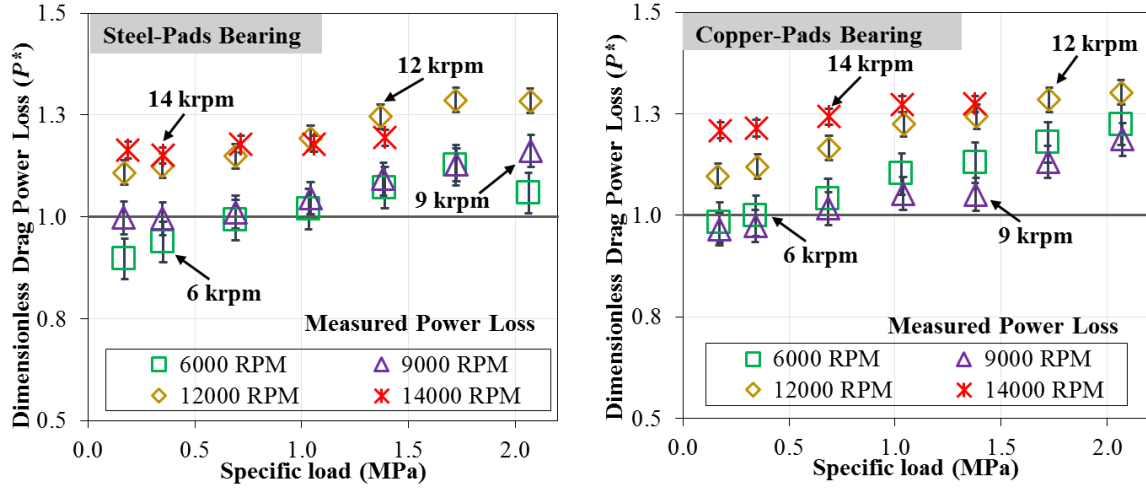 Steel-Pads Bearing
Dimensionless Drag Power Loss (P*)
1.5
1.3
1.0
0.8
0.5
14 krpm
12 krpm
9 krpm
6 krpm
Measured Power Loss
6000 RPM 9000 RPM
12000 RPM 14000 RPM
0.0 0.5 1.0 1.5 2.0
Specific load (MPa)
Copper-Pads Bearing
Dimensionless Drag Power Loss (P*)
1.5
1.3
1.0
0.8
0.5
12 krpm
14 krpm
6 krpm
9 krpm
Measured Power Loss
6000 RPM 9000 RPM
12000 RPM 14000 RPM
0.0 0.5 1.0 1.5 2.0
Specific load (MPa)